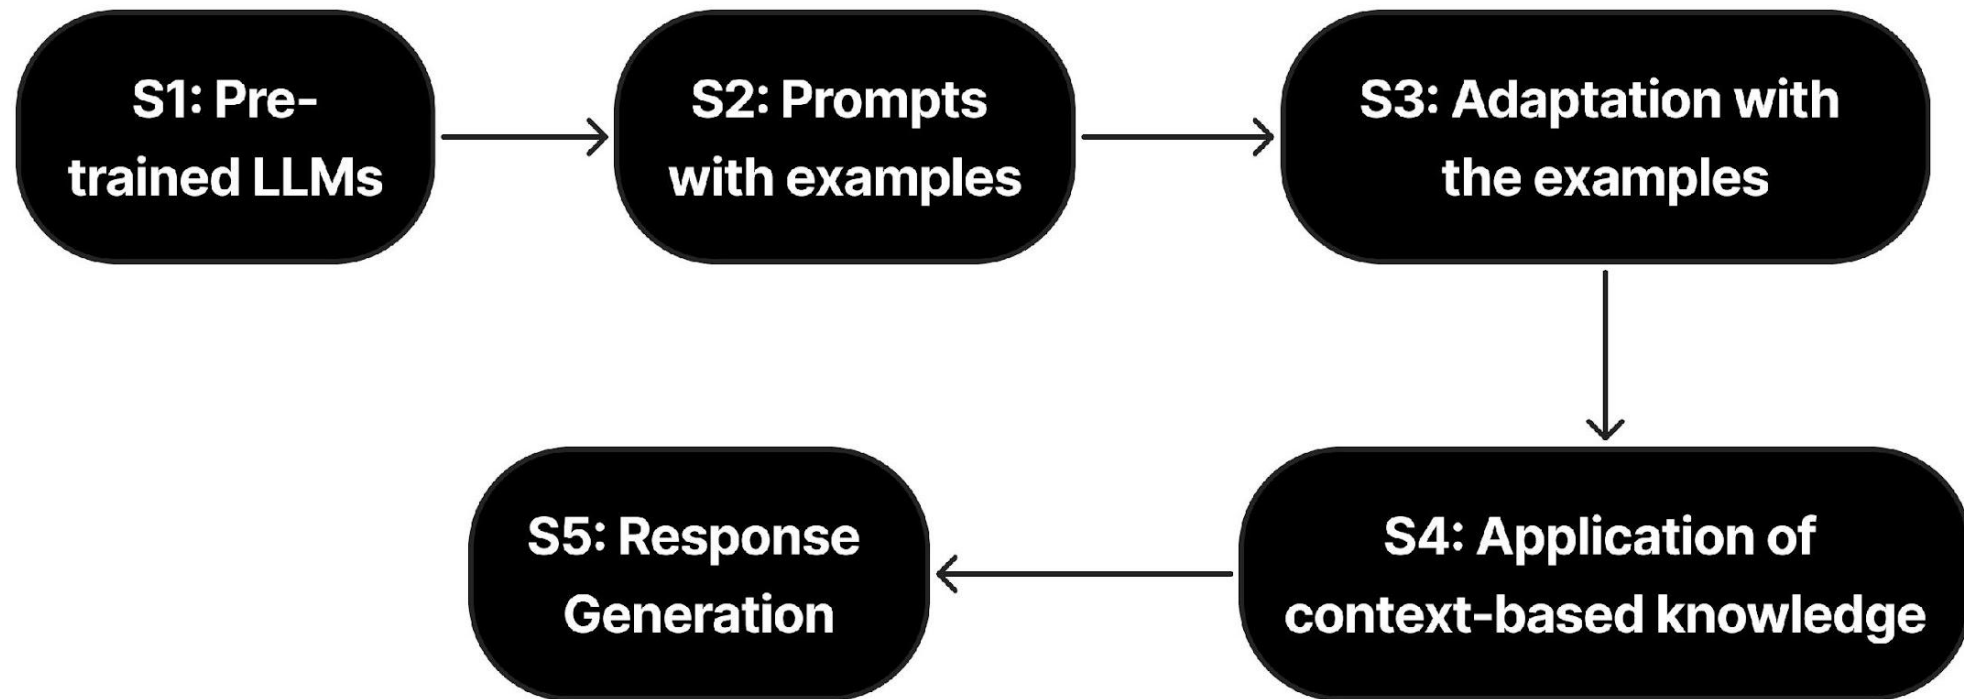 S1: Pre-
trained LLMs
S2: Prompts
with examples
S3: Adaptation with
the examples
S4: Application of
context-based knowledge
S5: Response
Generation